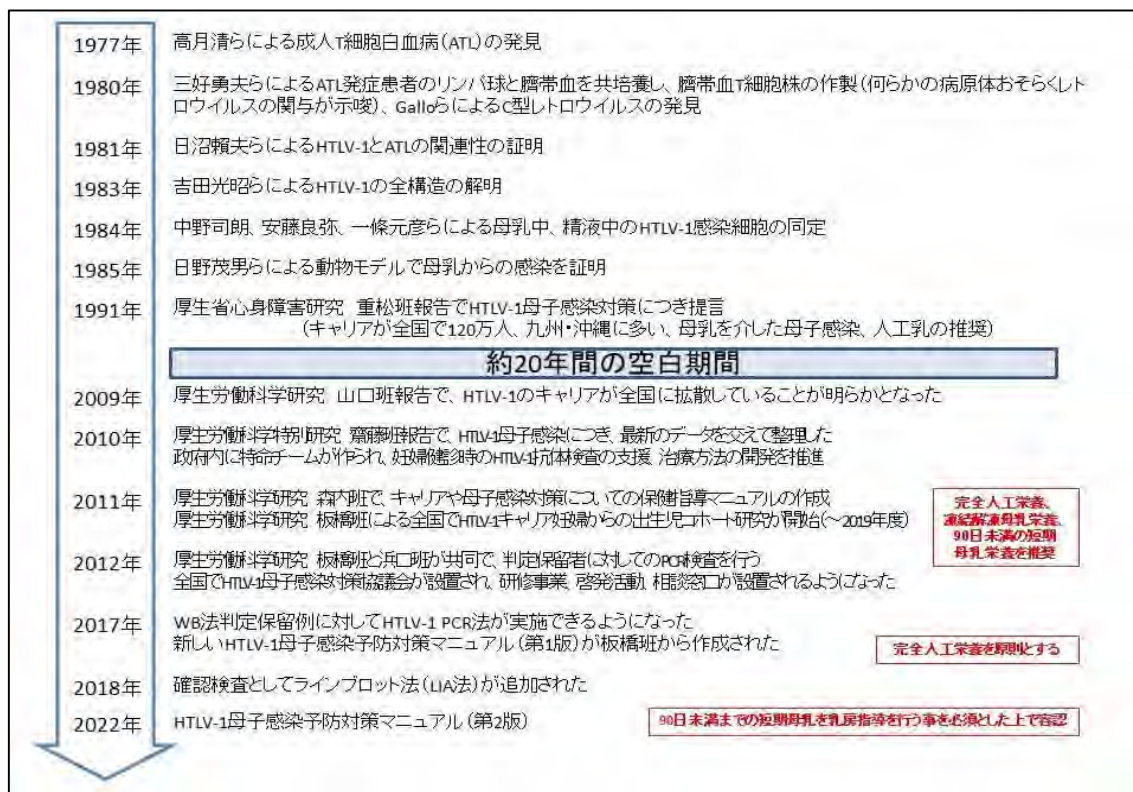 1977年 高月清らによる成人T細胞白血病(ATL)の発見
1980年 三好勇夫らによるATL発症患者のリンパ球と臍帯血を共培養し、臍帯血T細胞株の作製(何らかの病原体おそらくレト
ロウイルスの関与が示唆)、GalloらによるC型レトロウイルスの発見
1981年 日沼頼夫らによるHTLV-1とATLの関連性の証明
1983年 吉田光昭らによるHTLV-1の全構造の解明
1984年 中野司朗、安藤良弥、一條元彦らによる母乳中、精液中のHTLV-1感染細胞の同定
1985年 日野茂男らによる動物モデルで母乳からの感染を証明
1991年 厚生省心身障害研究 重松班報告でHTLV-1母子感染対策につき提言
(キャリアが全国で120万人、九州・沖縄に多い、母乳を介した母子感染、人工乳の推奨)
約20年間の空白期間
2009年 厚生労働科学研究 山口班報告で、HTLV-1のキャリアが全国に拡散していることが明らかとなった
2010年 厚生労働科学特別研究 齋藤班報告で、HTLV-1母子感染につき、最新のデータを交えて整理した
政府内に特命チームが作られ、妊婦健診時のHTLV-1抗体検査の支援、治療方法の開発を推進
2011年 厚生労働科学研究 森内班で、キャリアや母子感染対策についての保健指導マニュアルの作成
厚生労働科学研究 板橋班による全国でHTLV-1キャリア妊婦からの出生児コホート研究が開始(～2019年度)
完全人工栄養、
凍結解凍母乳栄養、
90日未満の短期
母乳栄養を推奨
2012年 厚生労働科学研究 板橋班と浜口班が共同で、判定保留者に対してのPCR検査を行う
全国でHTLV-1母子感染対策協議会が設置され、研修事業、啓発活動、相談窓口が設置されるようになった
2017年 WB法判定保留例に対してHTLV-1 PCR法が実施できるようになった
新しいHTLV-1母子感染予防対策マニュアル(第1版)が板橋班から作成された
完全人工栄養を原則とする
2018年 確認検査としてラインブロット法(LIA法)が追加された
2022年 HTLV-1母子感染予防対策マニュアル(第2版)
90日未満までの短期母乳を乳房指導を行う事を必須とした上で容認